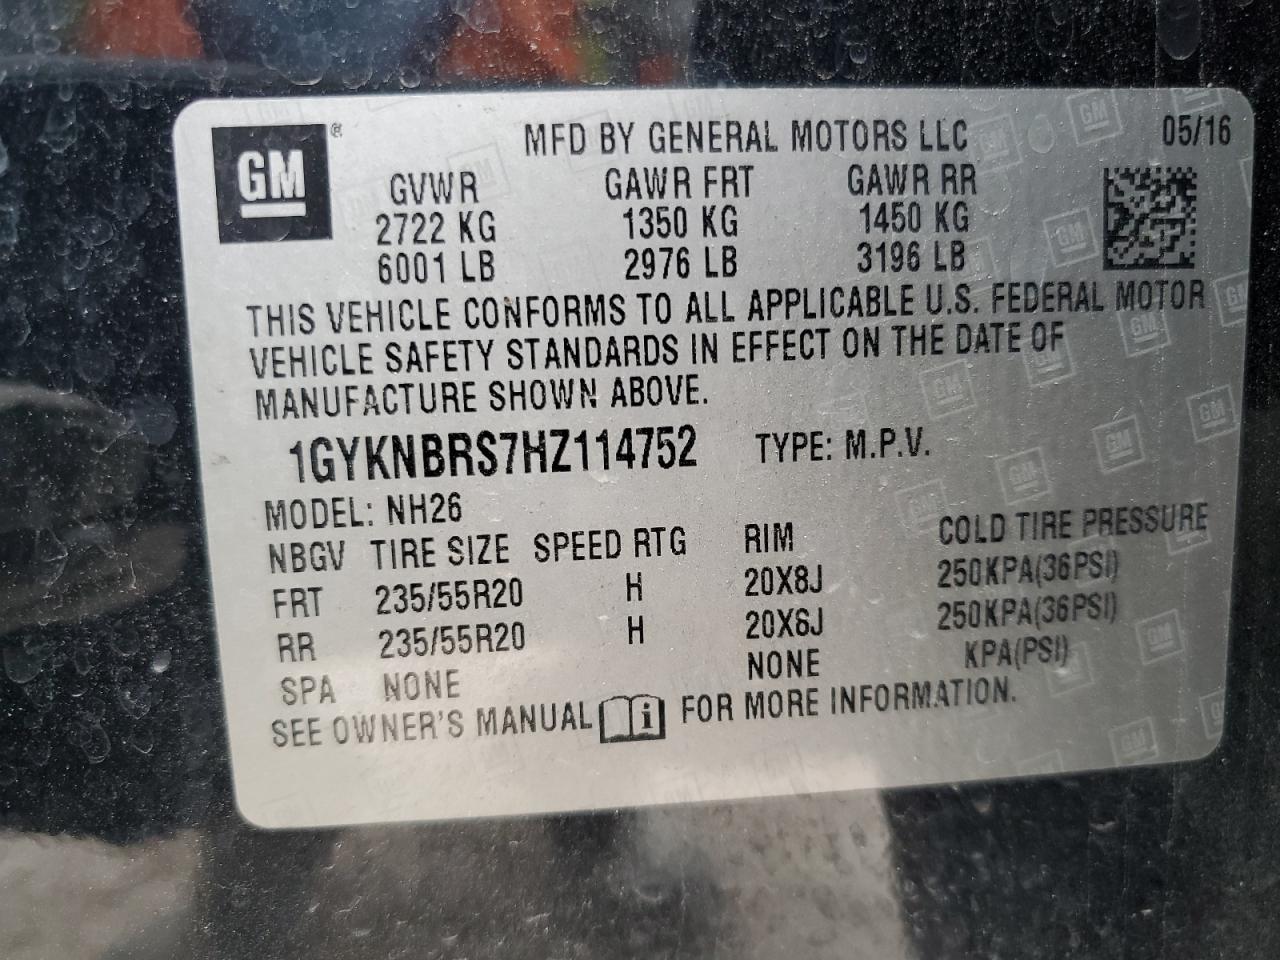 GM®
MFD BY GENERAL MOTORS LLC 05/16
GVWR GAWR FRT GAWR RR
2722 KG 1350 KG 1450 KG
6001 LB 2976 LB 3196 LB
THIS VEHICLE CONFORMS TO ALL APPLICABLE U.S. FEDERAL MOTOR
VEHICLE SAFETY STANDARDS IN EFFECT ON THE DATE OF
MANUFACTURE SHOWN ABOVE.
1GYKNBRS7HZ114752 TYPE: M.P.V.
MODEL: NH26
NBGV TIRE SIZE SPEED RTG RIM COLD TIRE PRESSURE
FRT 235/55R20 H 20X8J 250KPA(36PSI)
RR 235/55R20 H 20X6J 250KPA(36PSI)
SPA NONE NONE KPA(PSI)
SEE OWNER'S MANUAL i FOR MORE INFORMATION.